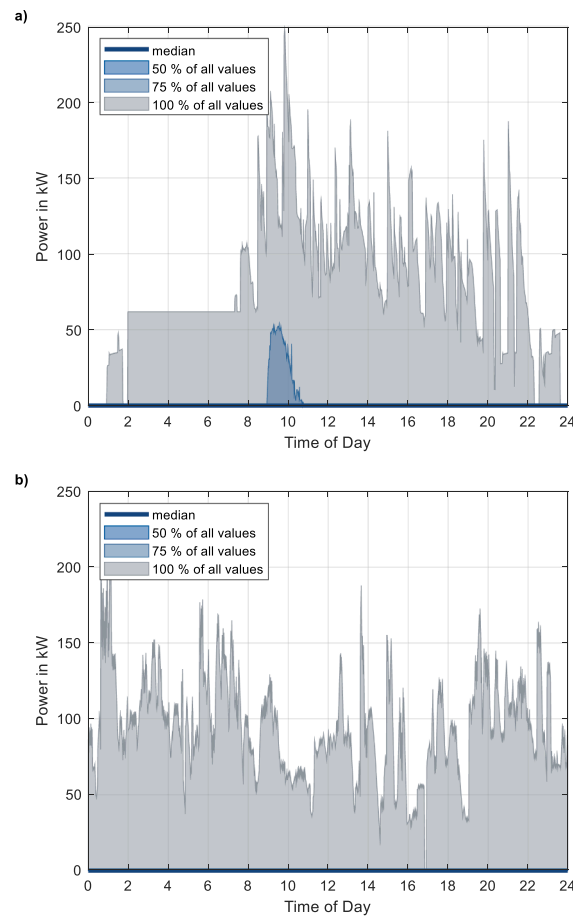 a)
250
200
150
100
50
0
Power in kW
median
50 % of all values
75 % of all values
100 % of all values
0 2 4 6 8 10 12 14 16 18 20 22 24
Time of Day
b)
250
200
150
100
50
0
Power in kW
median
50 % of all values
75 % of all values
100 % of all values
0 2 4 6 8 10 12 14 16 18 20 22 24
Time of Day